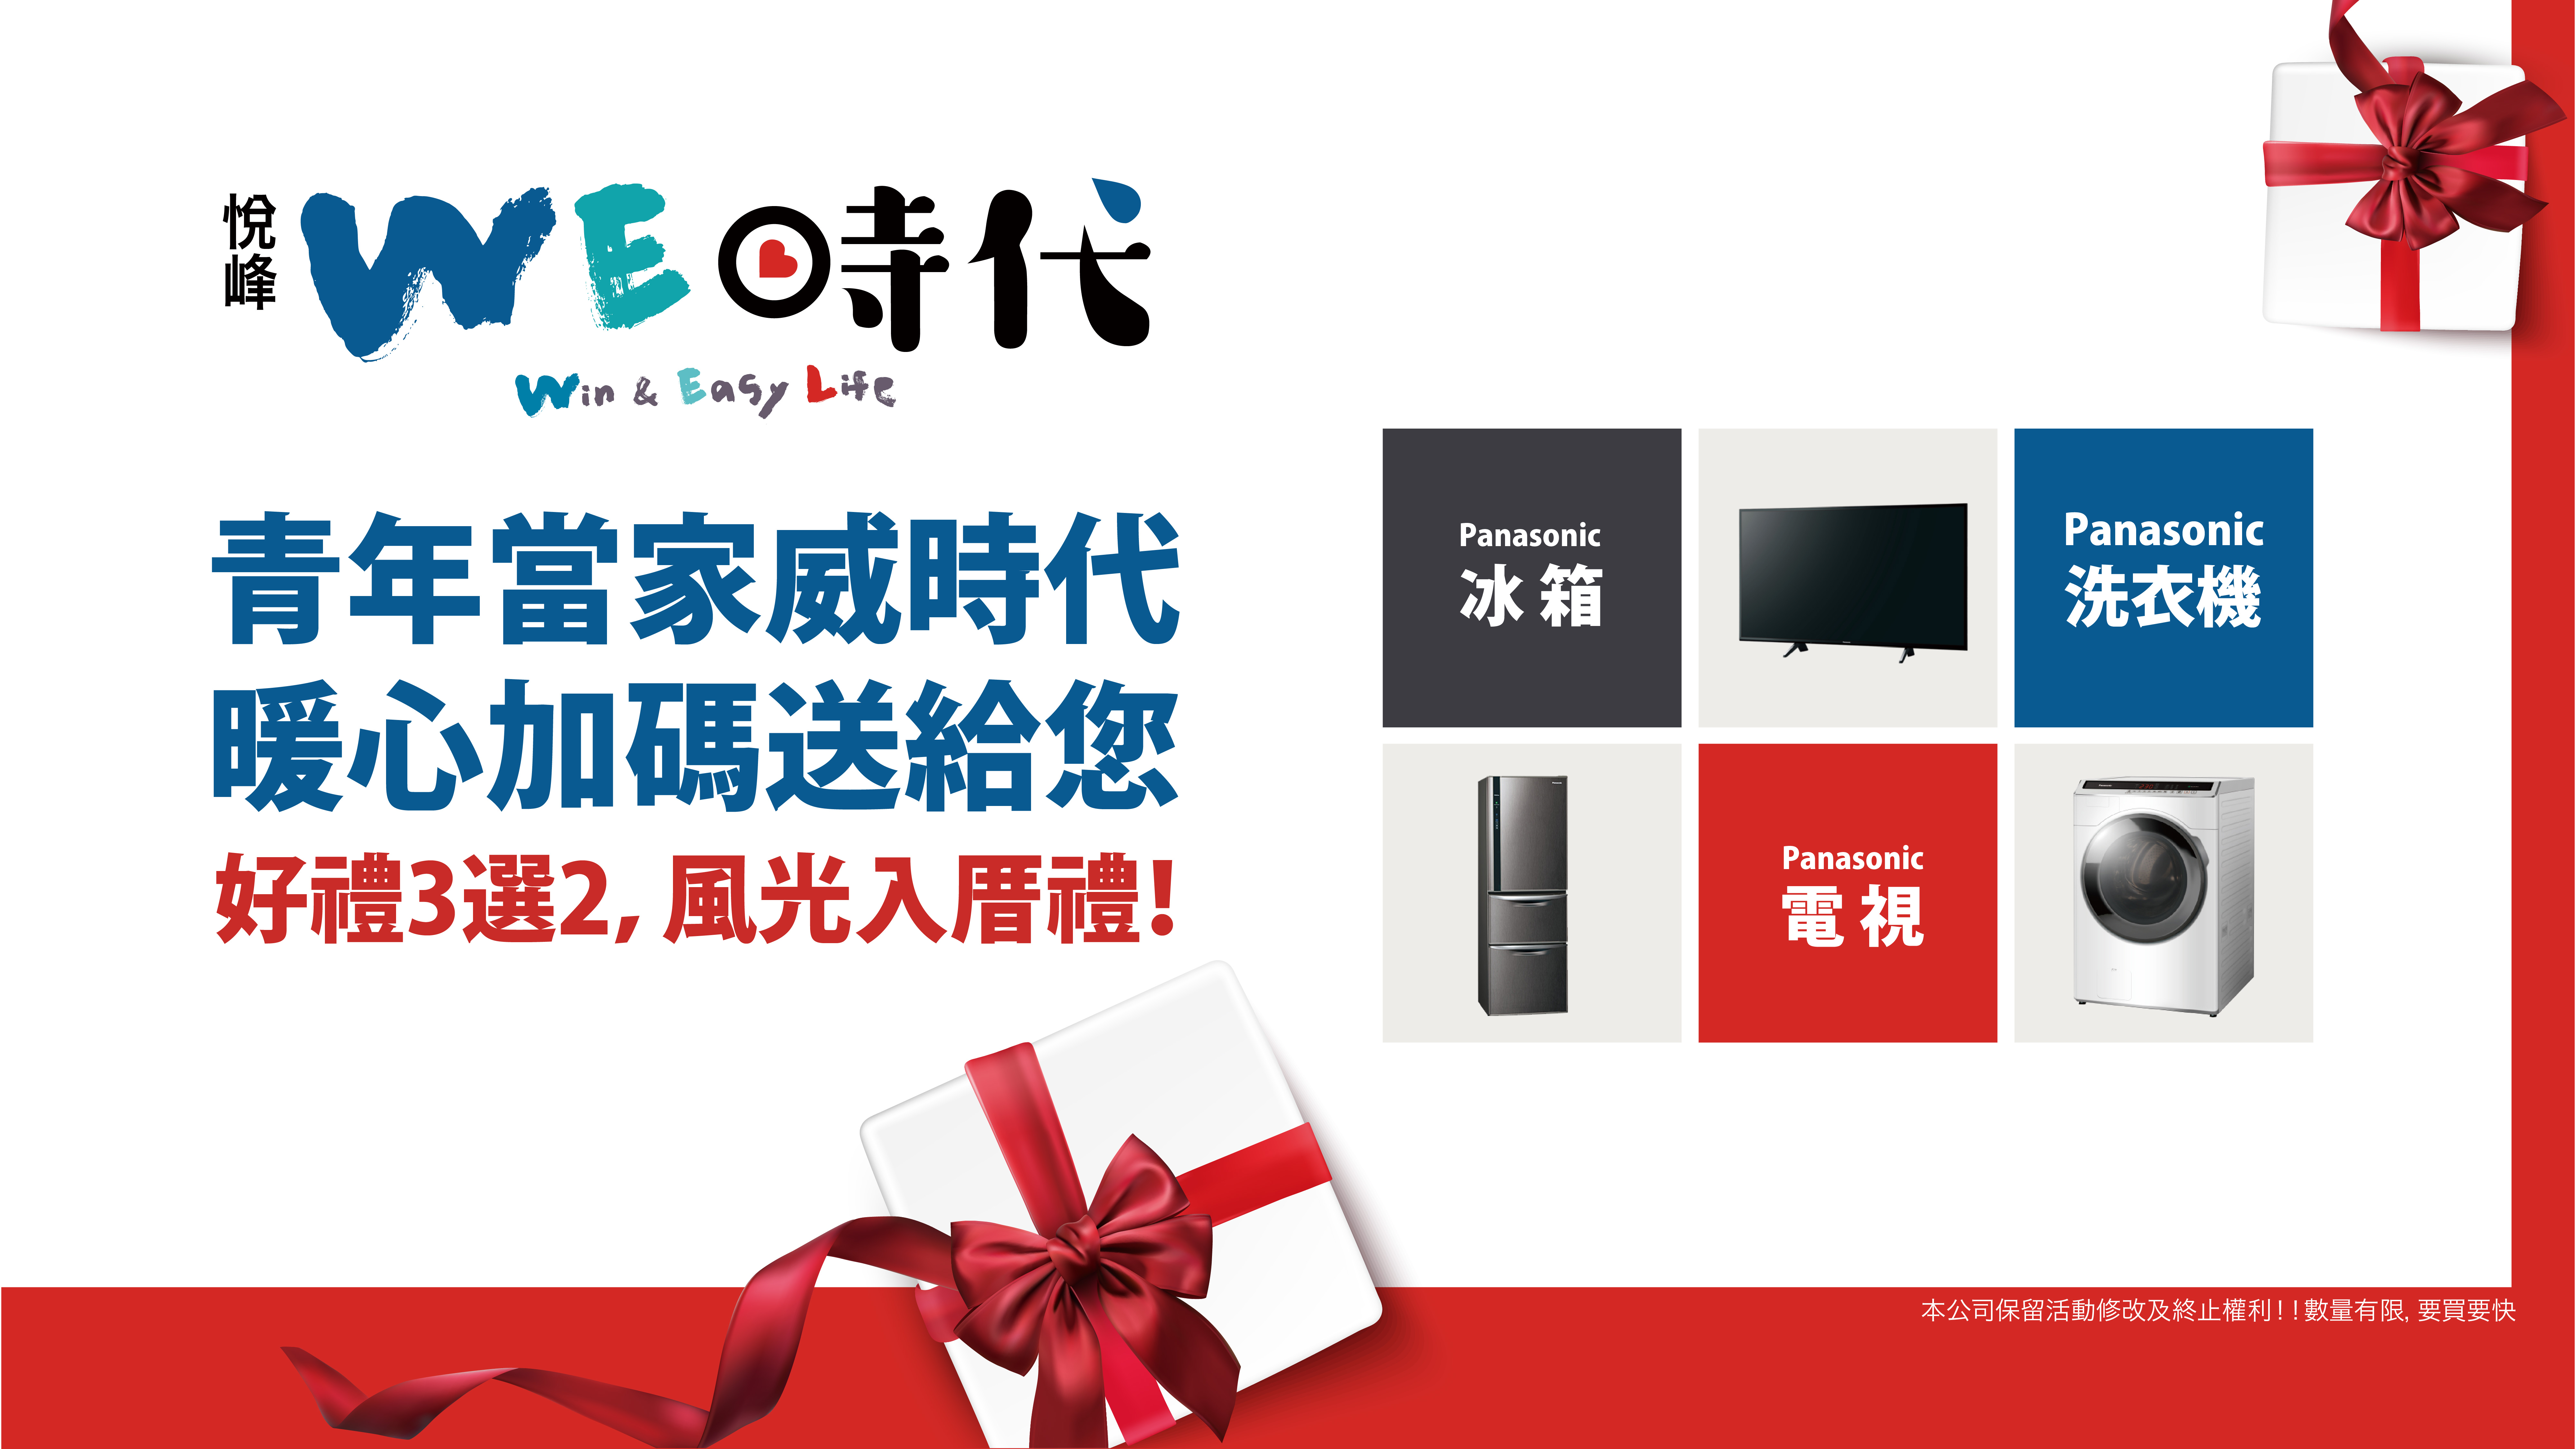 悅峰
WE時代
Win & Easy Life
青年當家威時代
暖心加碼送給您
好禮3選2, 風光入厝禮!
Panasonic
冰箱
Panasonic
洗衣機
Panasonic
電視
本公司保留活動修改及終止權利!!數量有限, 要買要快